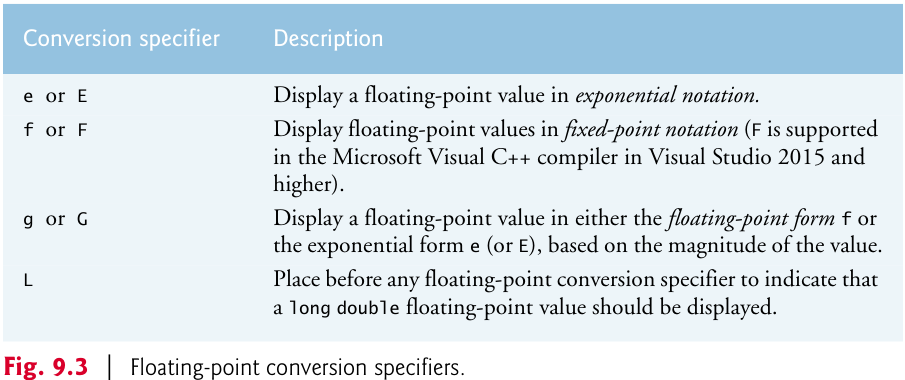 Conversion specifier Description
e or E Display a floating-point value in exponential notation.
f or F Display floating-point values in fixed-point notation (F is supported
in the Microsoft Visual C++ compiler in Visual Studio 2015 and
higher).
g or G Display a floating-point value in either the floating-point form f or
the exponential form e (or E), based on the magnitude of the value.
L Place before any floating-point conversion specifier to indicate that
a long double floating-point value should be displayed.
Fig. 9.3 | Floating-point conversion specifiers.